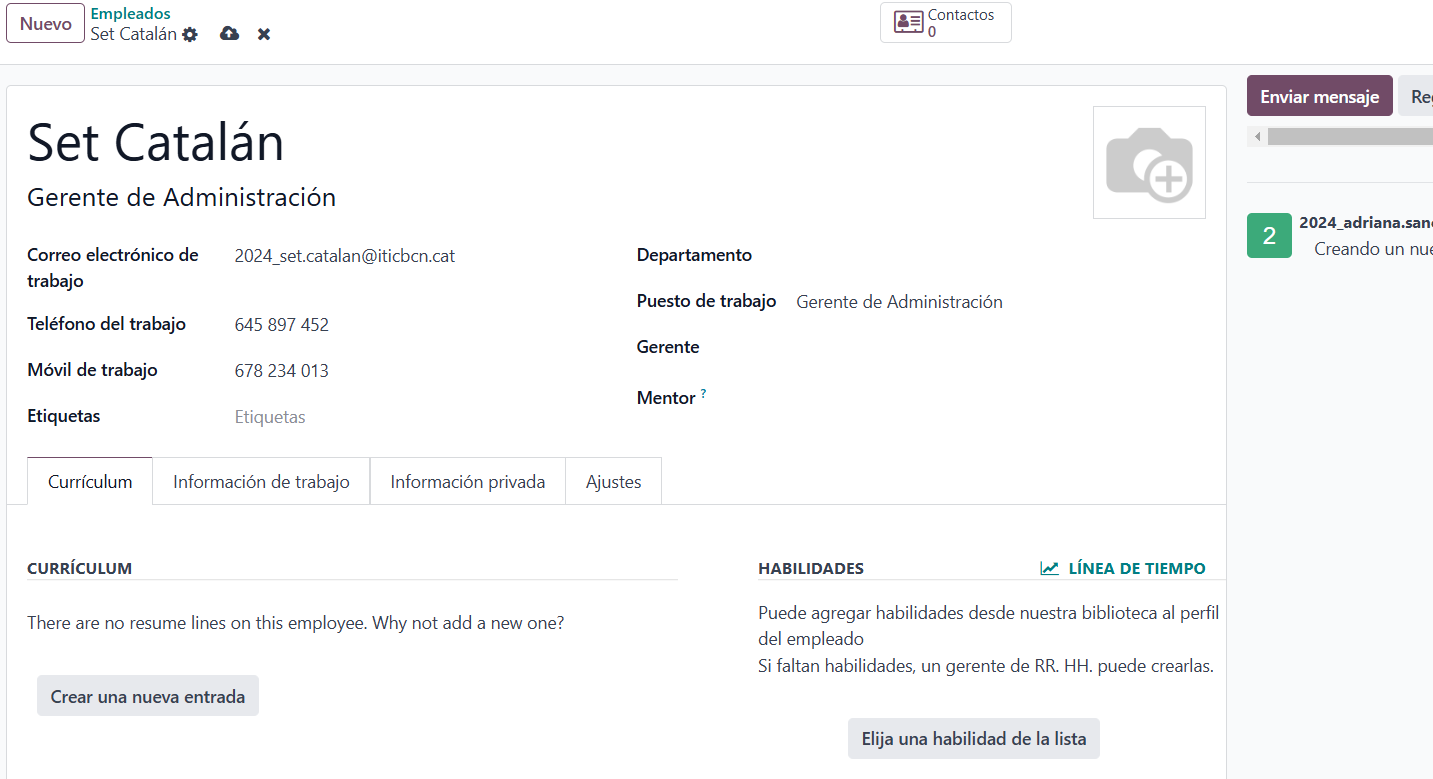 Nuevo
Empleados
Set Catalán
Contactos
0
Enviar mensaje
Set Catalán
Gerente de Administración
Correo electrónico de trabajo
2024_set.catalan@iticbcn.cat
Teléfono del trabajo
645 897 452
Móvil de trabajo
678 234 013
Etiquetas
Etiquetas
Departamento
Puesto de trabajo
Gerente de Administración
Gerente
Mentor ?
2
2024_adriana.san
Creando un
Currículum
Información de trabajo
Información privada
Ajustes
CURRÍCULUM
There are no resume lines on this employee. Why not add a new one?
Crear una nueva entrada
HABILIDADES
LÍNEA DE TIEMPO
Puede agregar habilidades desde nuestra biblioteca al perfil
del empleado
Si faltan habilidades, un gerente de RR. HH. puede crearlas.
Elija una habilidad de la lista